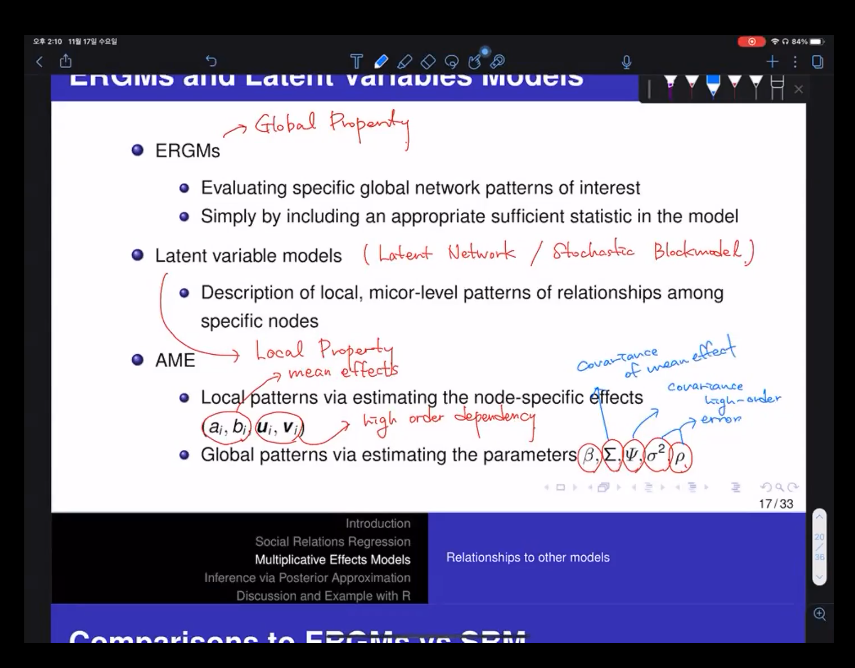 오후 2:10 11월 17일 수요일
84%
ERGMs and Latent Variables Models
→ Global Property
ERGMs
Evaluating specific global network patterns of interest
Simply by including an appropriate sufficient statistic in the model
Latent variable models (Latent Network / Stochastic Blockmodel)
Description of local, micor-level patterns of relationships among
specific nodes
→ Local Property
AME
→ mean effects
Covariance
of mean effect
Local patterns via estimating the node-specific effects
covariance
high-order
(aᵢ, bᵢ, uᵢ, vᵢ)
→ high order dependency
→ error
Global patterns via estimating the parameters β, Σ, Ψ, σ², ρ
17/33
Introduction
Social Relations Regression
Multiplicative Effects Models
Inference via Posterior Approximation
Discussion and Example with R
Relationships to other models
20
/
36
Comparisons to ERGMs vs SRM